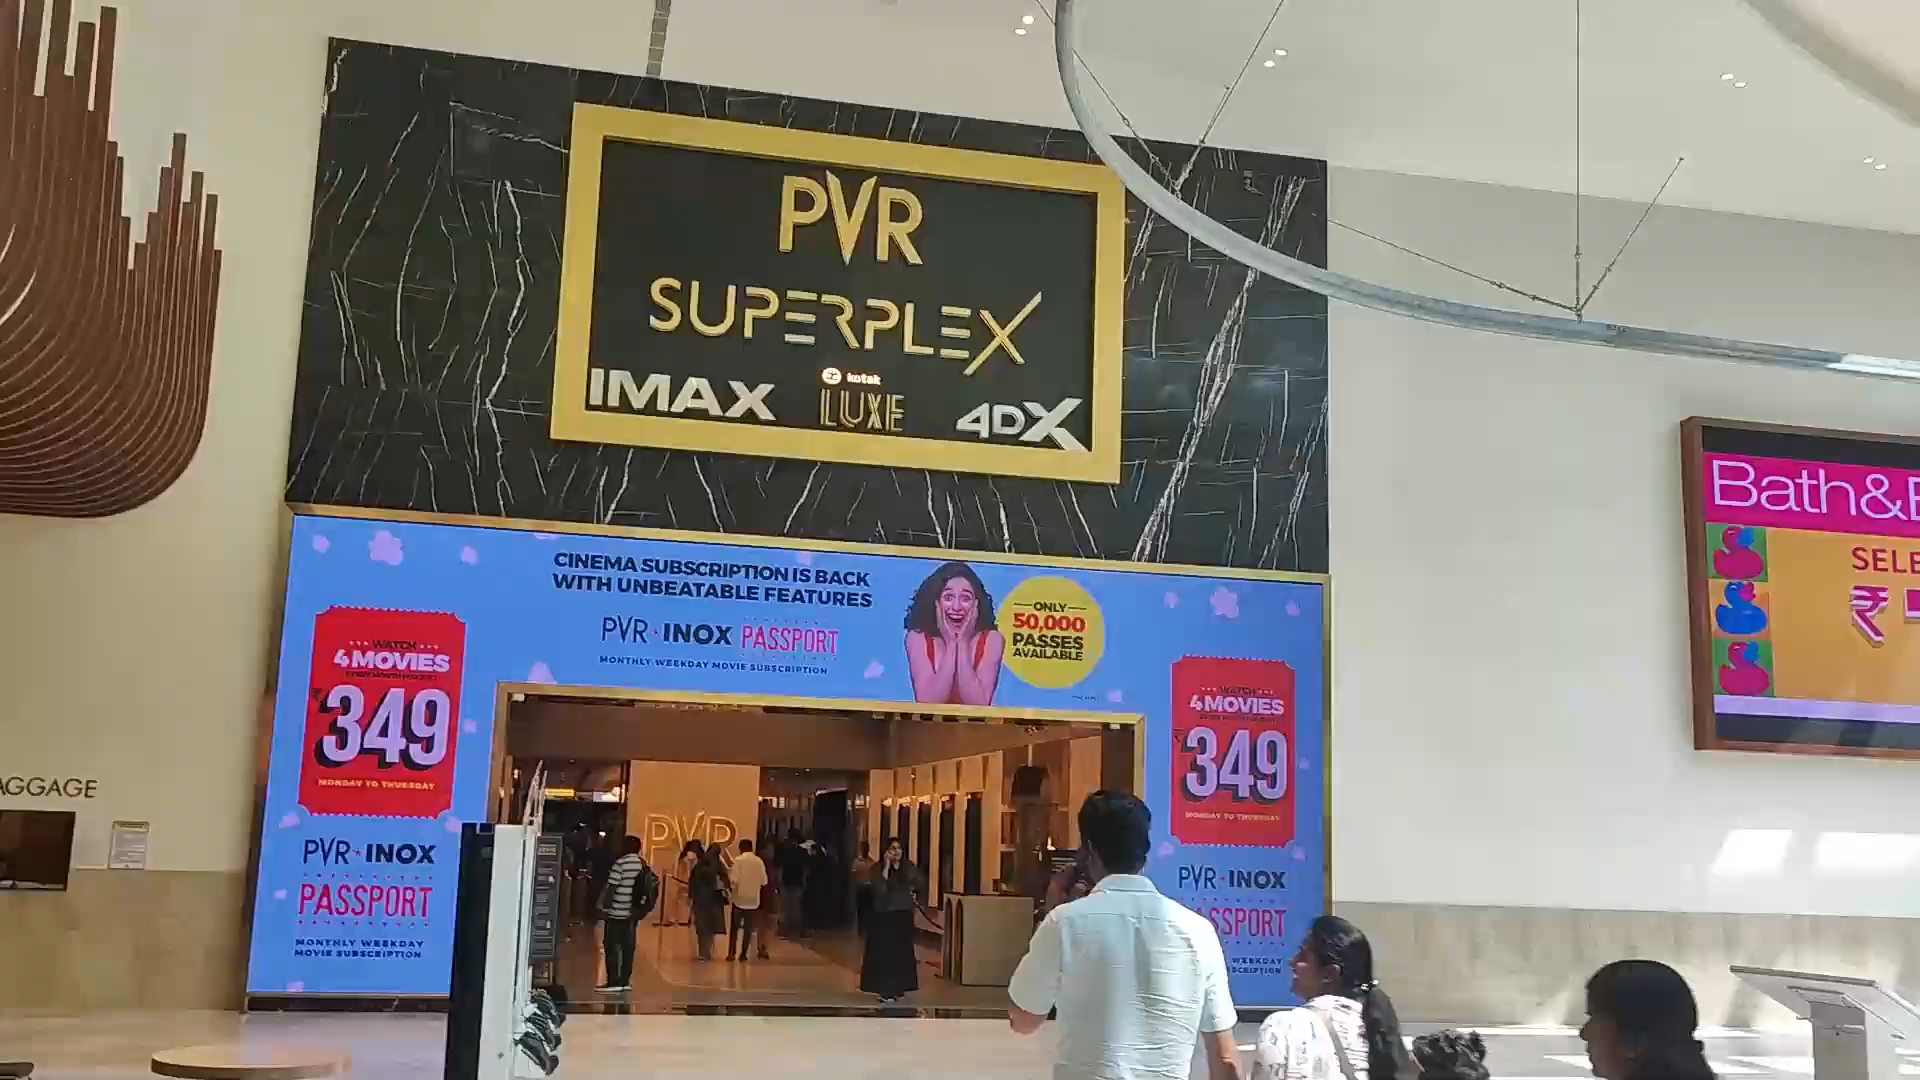 PVR
SUPERPLEX
IMAX
kotak
LUXE
4DX
CINEMA SUBSCRIPTION IS BACK
WITH UNBEATABLE FEATURES
PVR INOX PASSPORT
MONTHLY WEEKDAY MOVIE SUBSCRIPTION
ONLY
50,000
PASSES
AVAILABLE
WATCH
4 MOVIES
349
MONDAY TO THURSDAY
PVR INOX
PASSPORT
MONTHLY WEEKDAY
MOVIE SUBSCRIPTION
WATCH
4 MOVIES
349
MONDAY TO THURSDAY
PVR INOX
SSPORT
WEEKDAY
SCRIPTION
PVR
AGGAGE
Bath&
SELE
₹